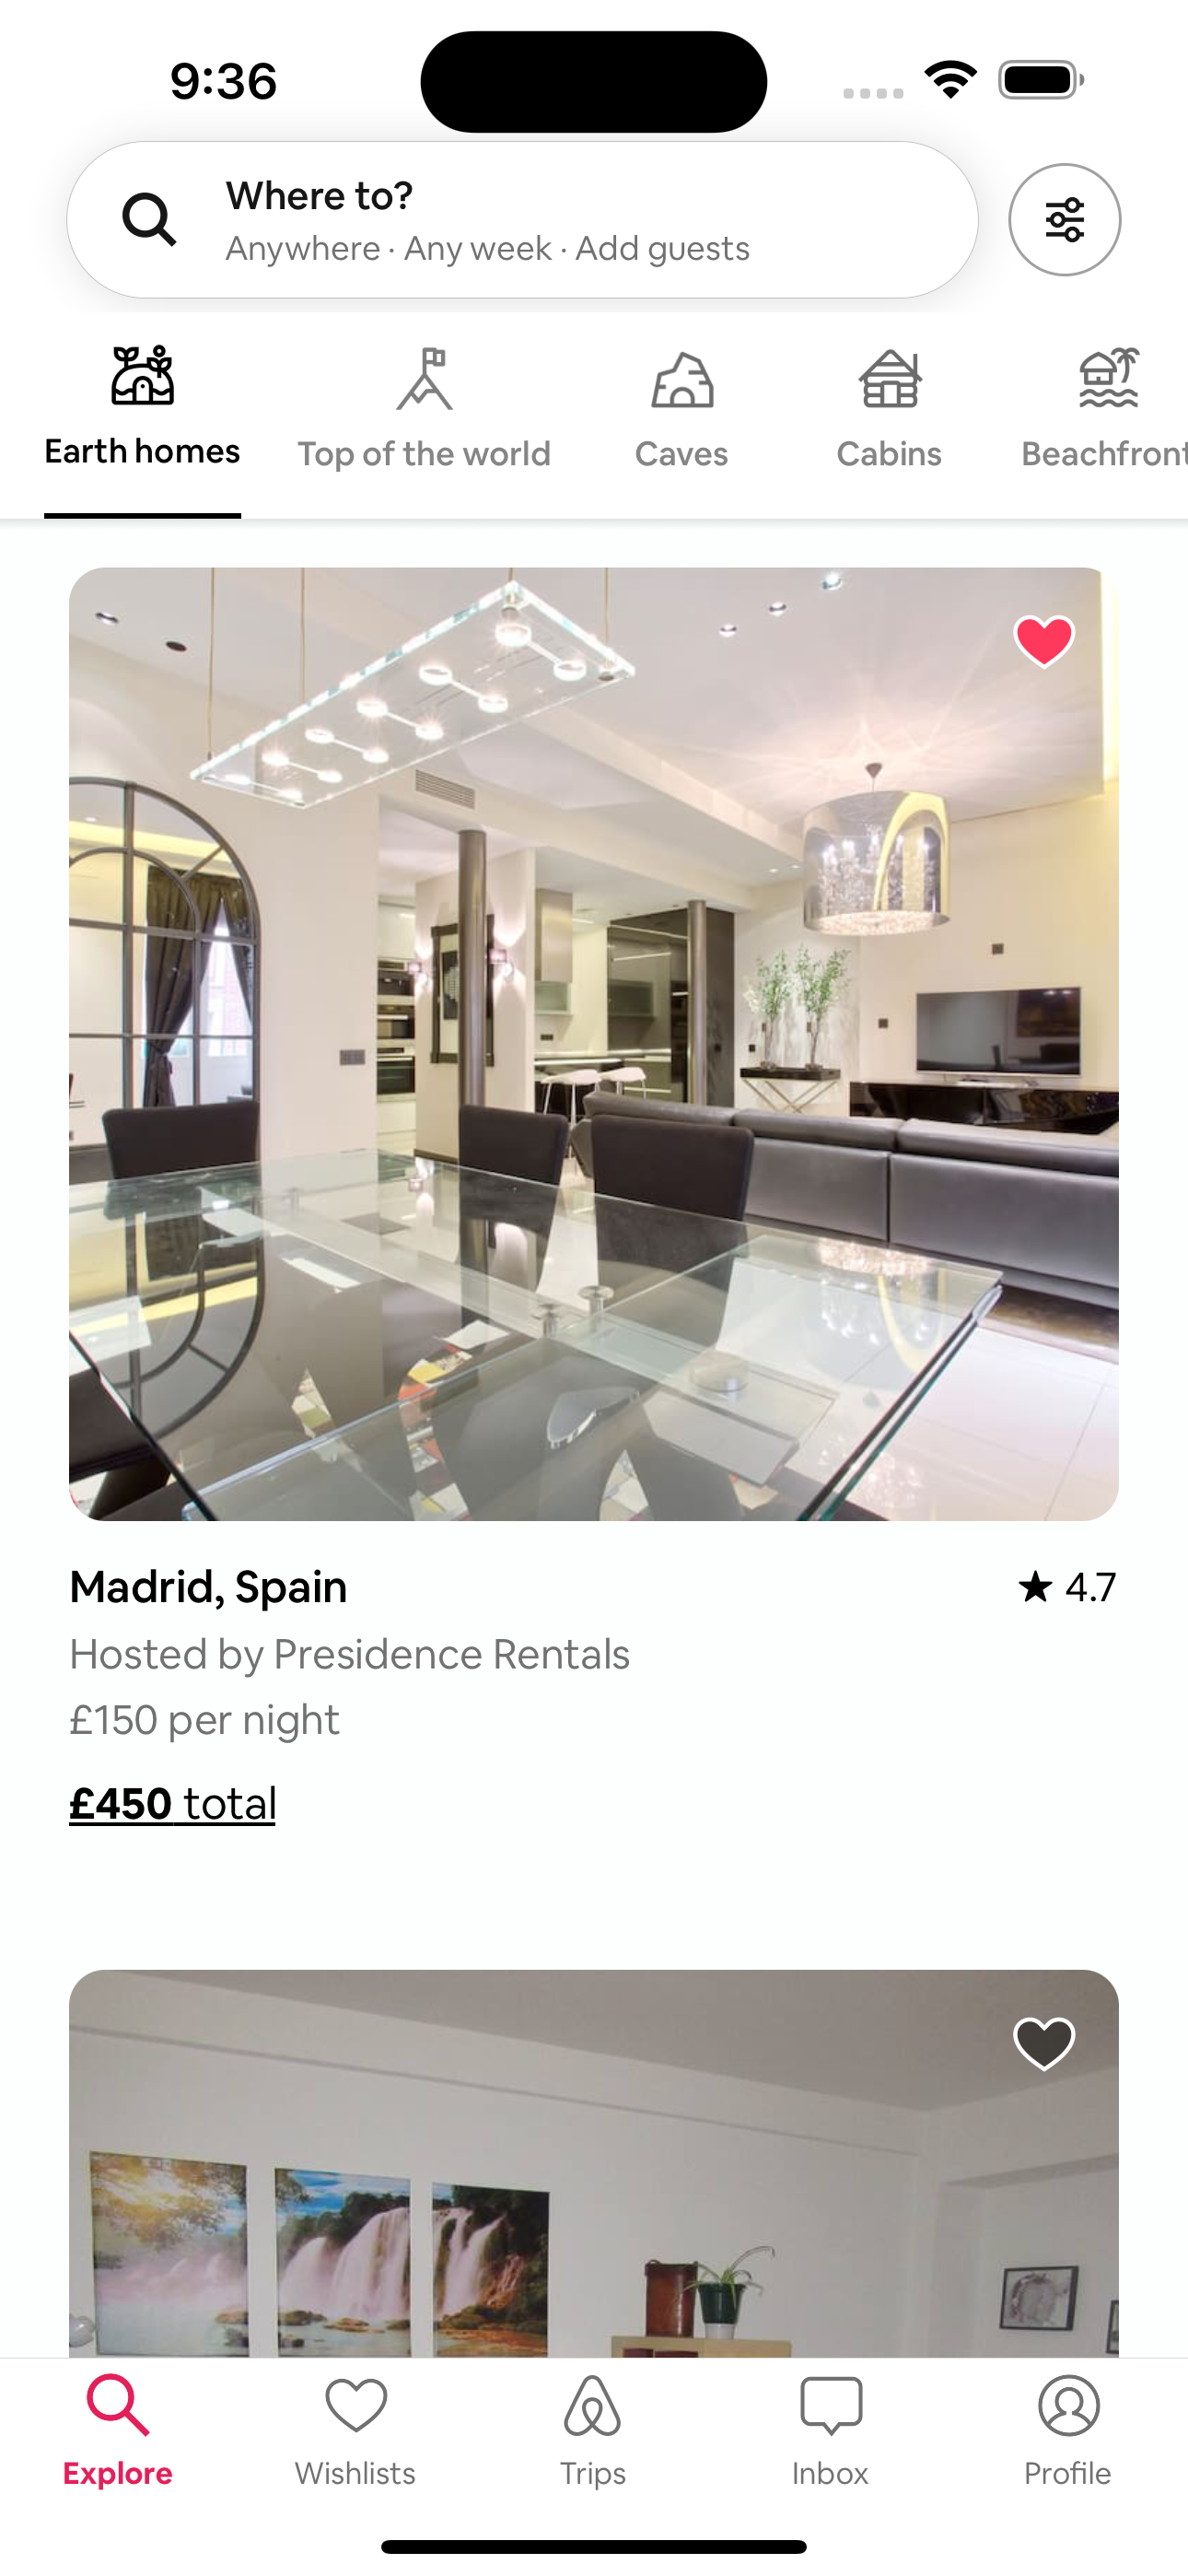 9:36
Where to?
Anywhere · Any week · Add guests
Earth homes
Top of the world
Caves
Cabins
Beachfront
Madrid, Spain
★ 4.7
Hosted by Presidence Rentals
£150 per night
£450 total
Explore
Wishlists
Trips
Inbox
Profile